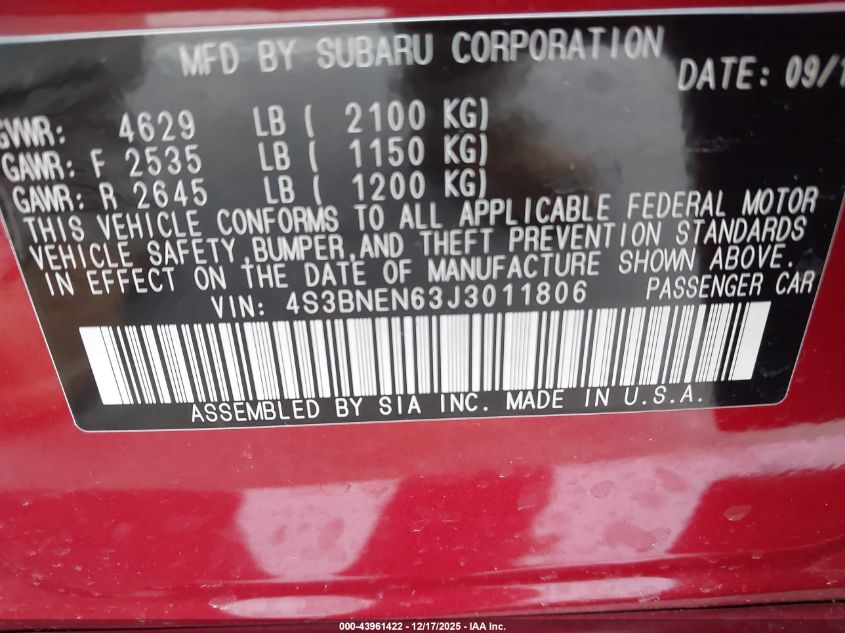 MFD BY SUBARU CORPORATION
DATE: 09/1
GVWR: 4629 LB ( 2100 KG)
GAWR: F 2535 LB ( 1150 KG)
GAWR: R 2645 LB ( 1200 KG)
THIS VEHICLE CONFORMS TO ALL APPLICABLE FEDERAL MOTOR
VEHICLE SAFETY,BUMPER,AND THEFT PREVENTION STANDARDS
IN EFFECT ON THE DATE OF MANUFACTURE SHOWN ABOVE.
VIN: 4S3BNEN63J3011806 PASSENGER CAR
ASSEMBLED BY SIA INC. MADE IN U.S.A.
000-43961422 - 12/17/2025 - IAA Inc.